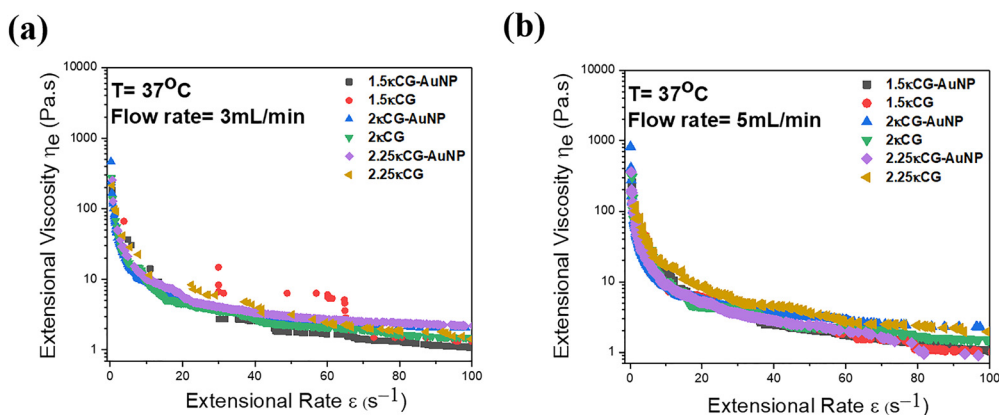 (a)
T= 37⁰C
Flow rate= 3mL/min
1.5κCG-AuNP
1.5κCG
2κCG-AuNP
2κCG
2.25κCG-AuNP
2.25κCG
Extensional Viscosity ηe (Pa.s)
10000
1000
100
10
1
0
20
40
60
80
100
Extensional Rate ε (s⁻¹)
(b)
T= 37⁰C
Flow rate= 5mL/min
1.5κCG-AuNP
1.5κCG
2κCG-AuNP
2κCG
2.25κCG-AuNP
2.25κCG
Extensional Viscosity ηe (Pa.s)
10000
1000
100
10
1
0
20
40
60
80
100
Extensional Rate ε (s⁻¹)